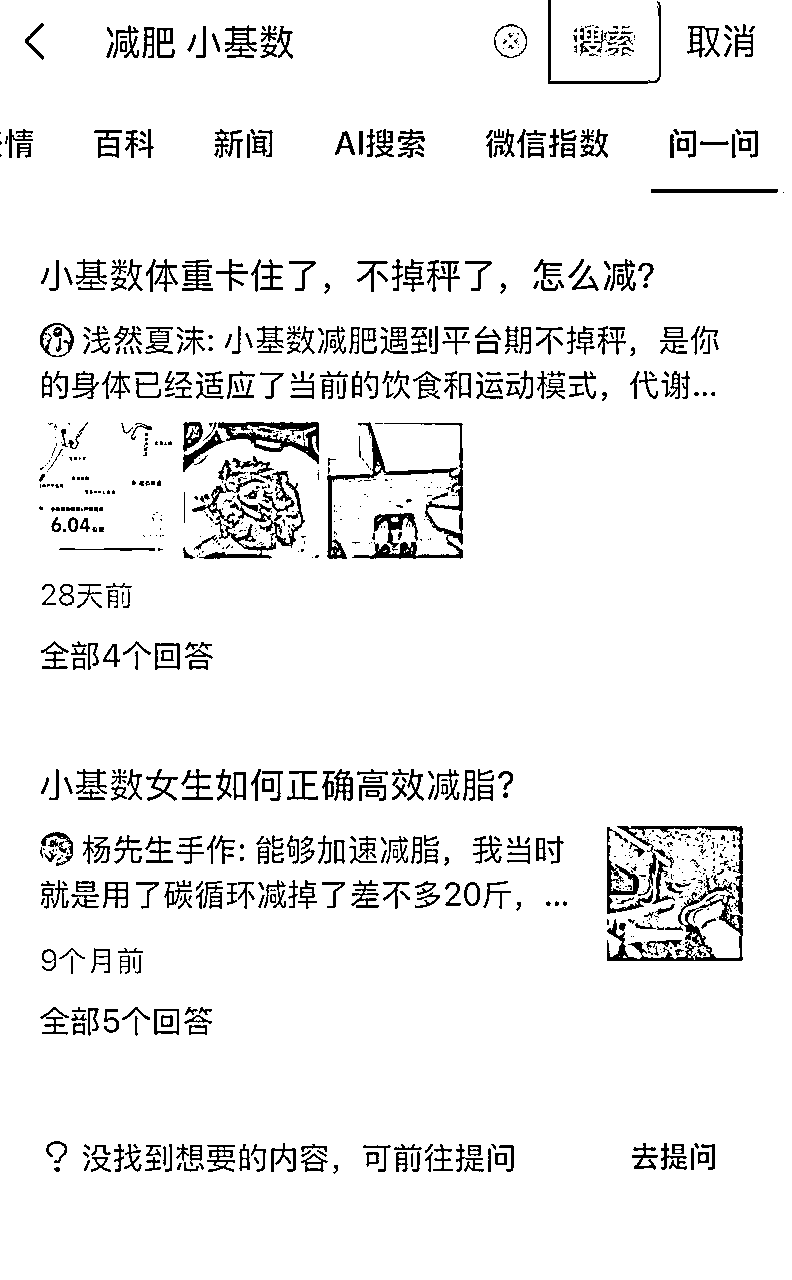 减肥 小基数 搜索 取消
情 百科 新闻 AI搜索 微信指数 问一问
小基数体重卡住了，不掉秤了，怎么减?
浅然夏沫: 小基数减肥遇到平台期不掉秤，是你
的身体已经适应了当前的饮食和运动模式，代谢...
6.04
28天前
全部4个回答
小基数女生如何正确高效减脂?
杨先生手作: 能够加速减脂，我当时
就是用了碳循环减掉了差不多20斤，...
9个月前
全部5个回答
没找到想要的内容，可前往提问 去提问